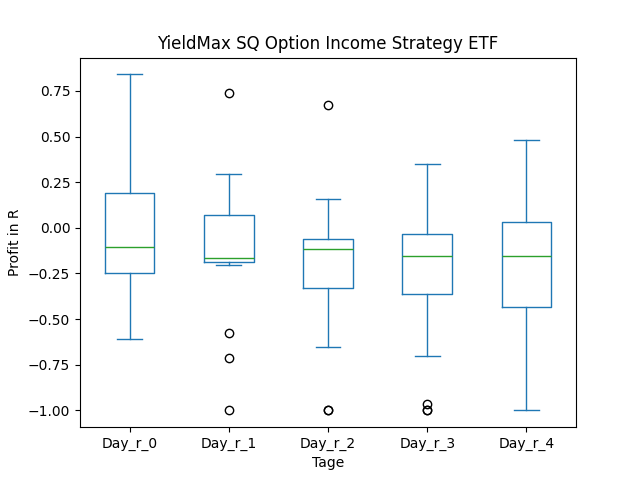 YieldMax SQ Option Income Strategy ETF
Profit in R
0.75
0.50
0.25
0.00
−0.25
−0.50
−0.75
−1.00
Day_r_0 Day_r_1 Day_r_2 Day_r_3 Day_r_4
Tage